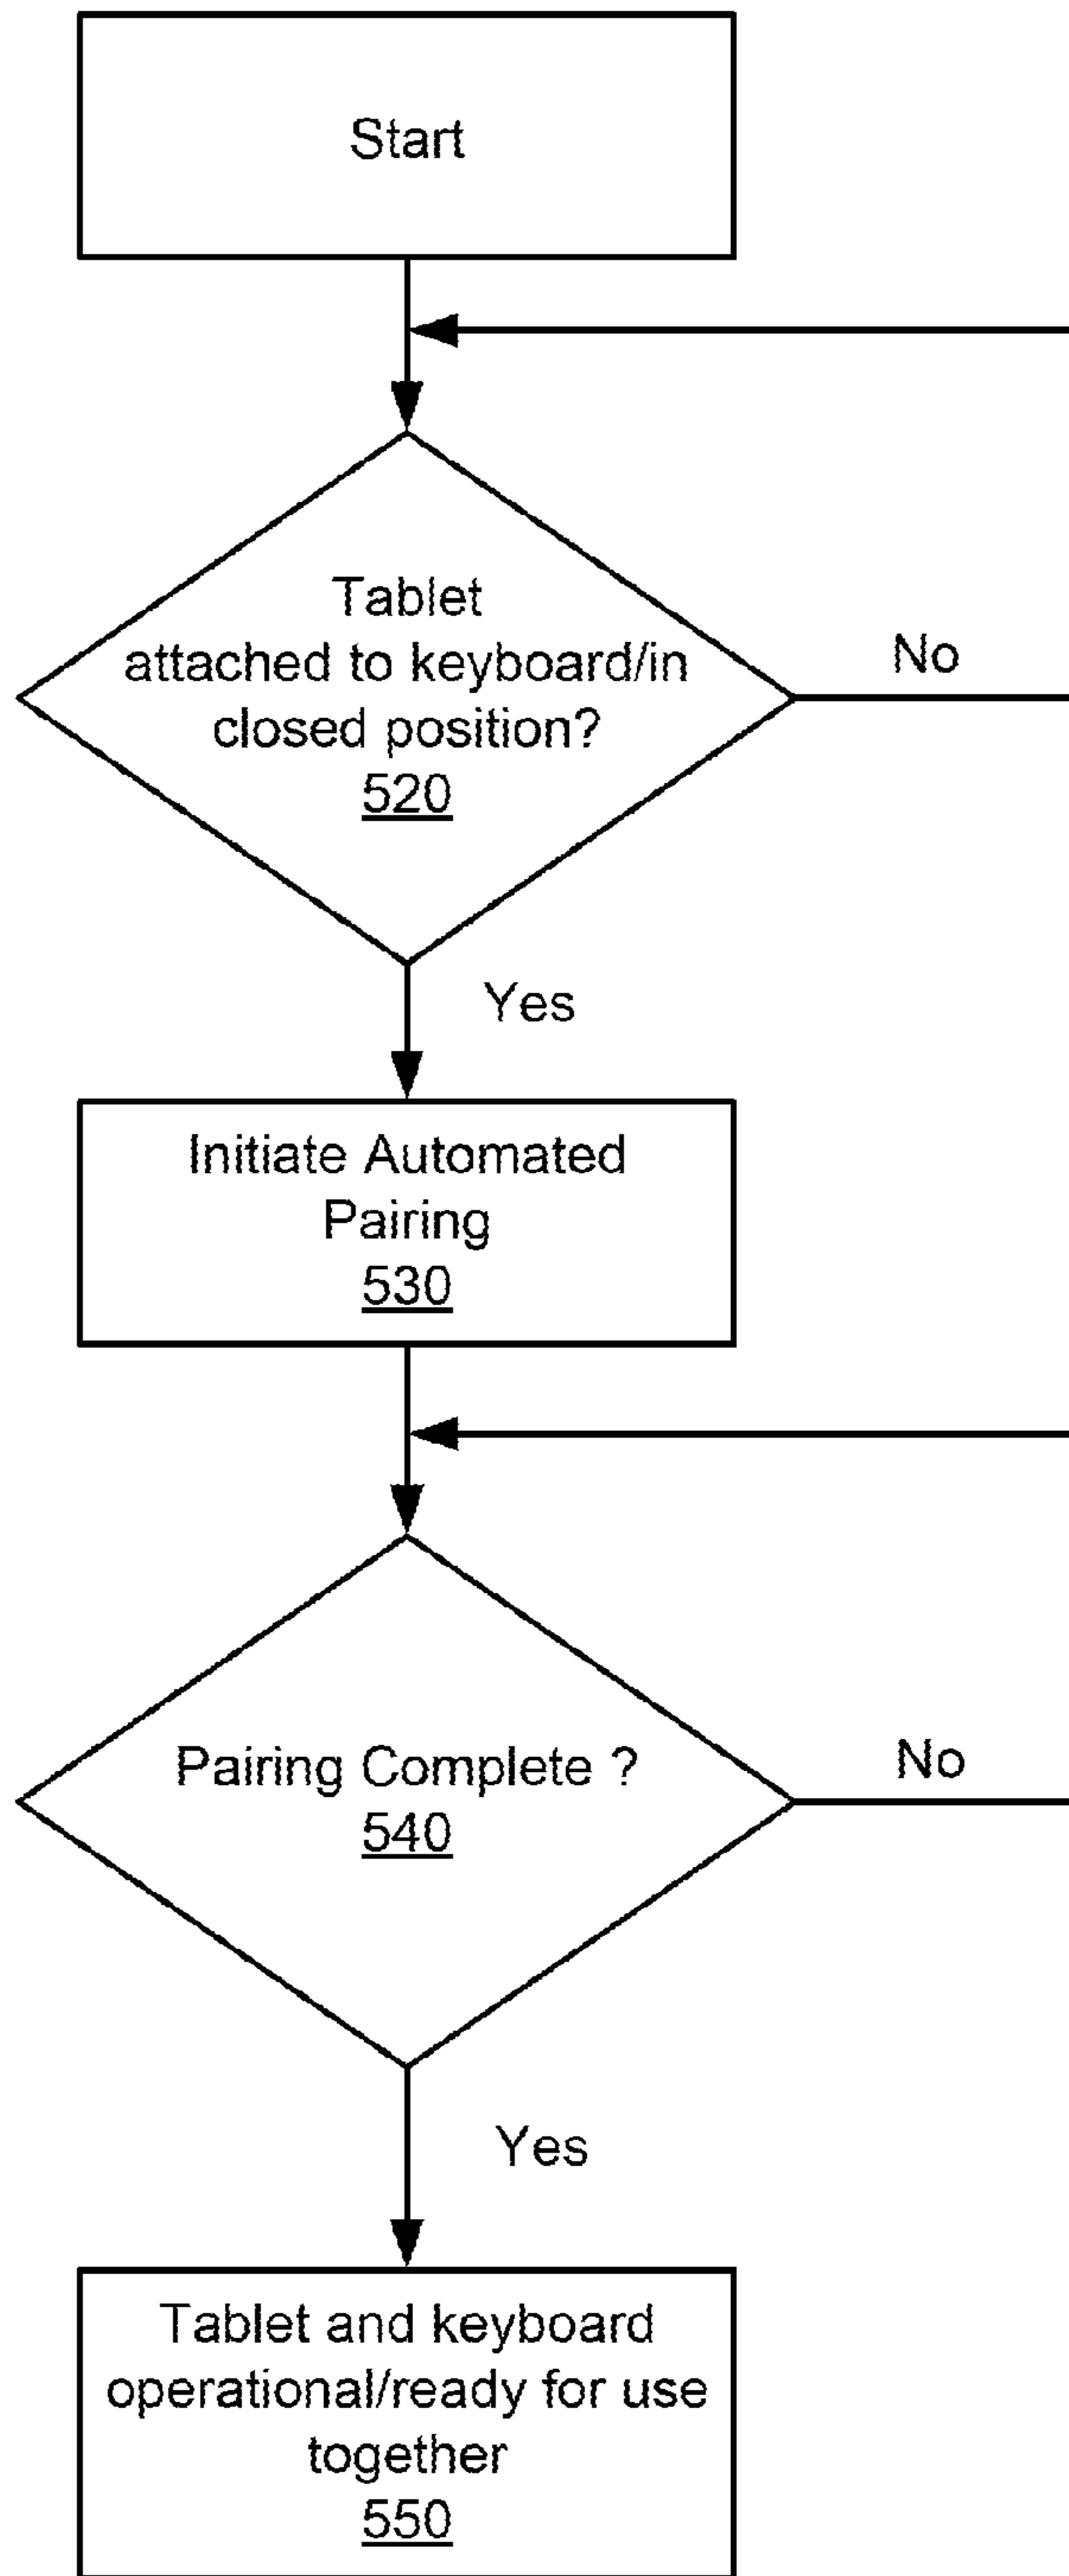 Start
Tablet
attached to keyboard/in
closed position?
520
No
Yes
Initiate Automated
Pairing
530
Pairing Complete ?
540
No
Yes
Tablet and keyboard
operational/ready for use
together
550